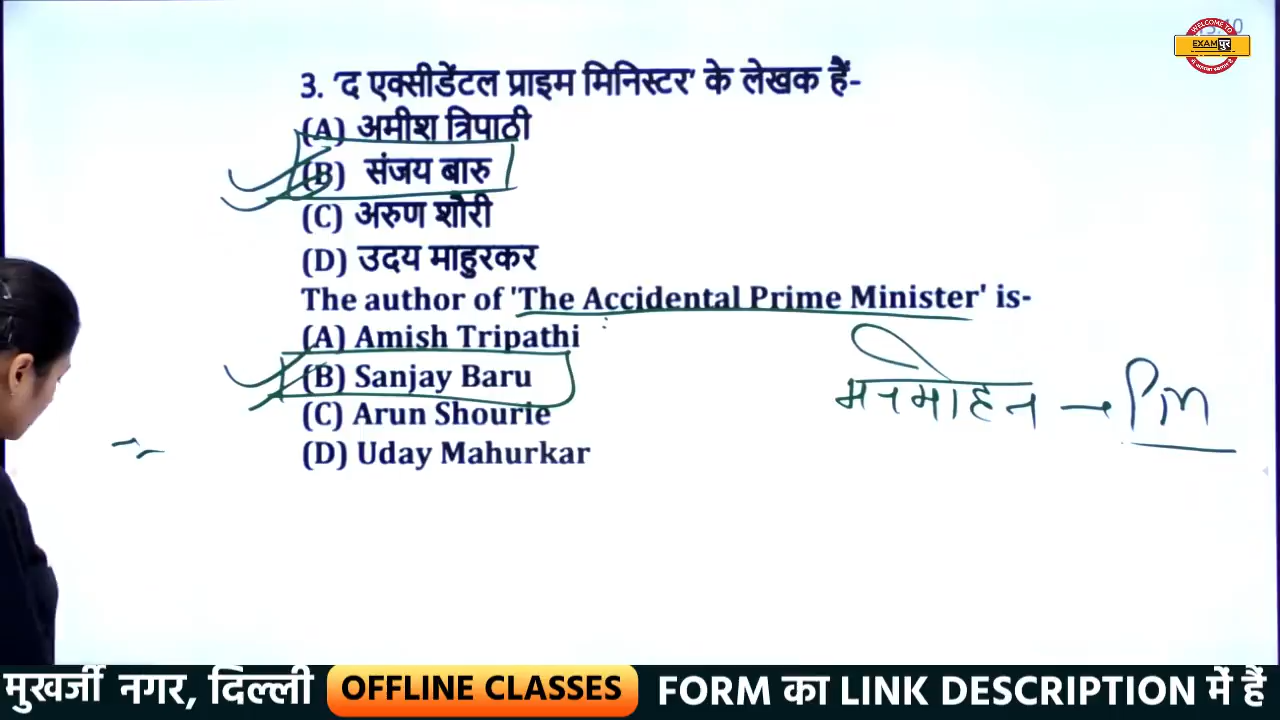 WELCOME TO
EXAMपुर
3. 'द एक्सीडेंटल प्राइम मिनिस्टर' के लेखक हैं-
(A) अमीश त्रिपाठी
(B) संजय बारु
(C) अरुण शौरी
(D) उदय माहुरकर
The author of 'The Accidental Prime Minister' is-
(A) Amish Tripathi
(B) Sanjay Baru
(C) Arun Shourie
(D) Uday Mahurkar
मनमोहन → PM
मुखर्जी नगर, दिल्ली OFFLINE CLASSES FORM का LINK DESCRIPTION में हैं